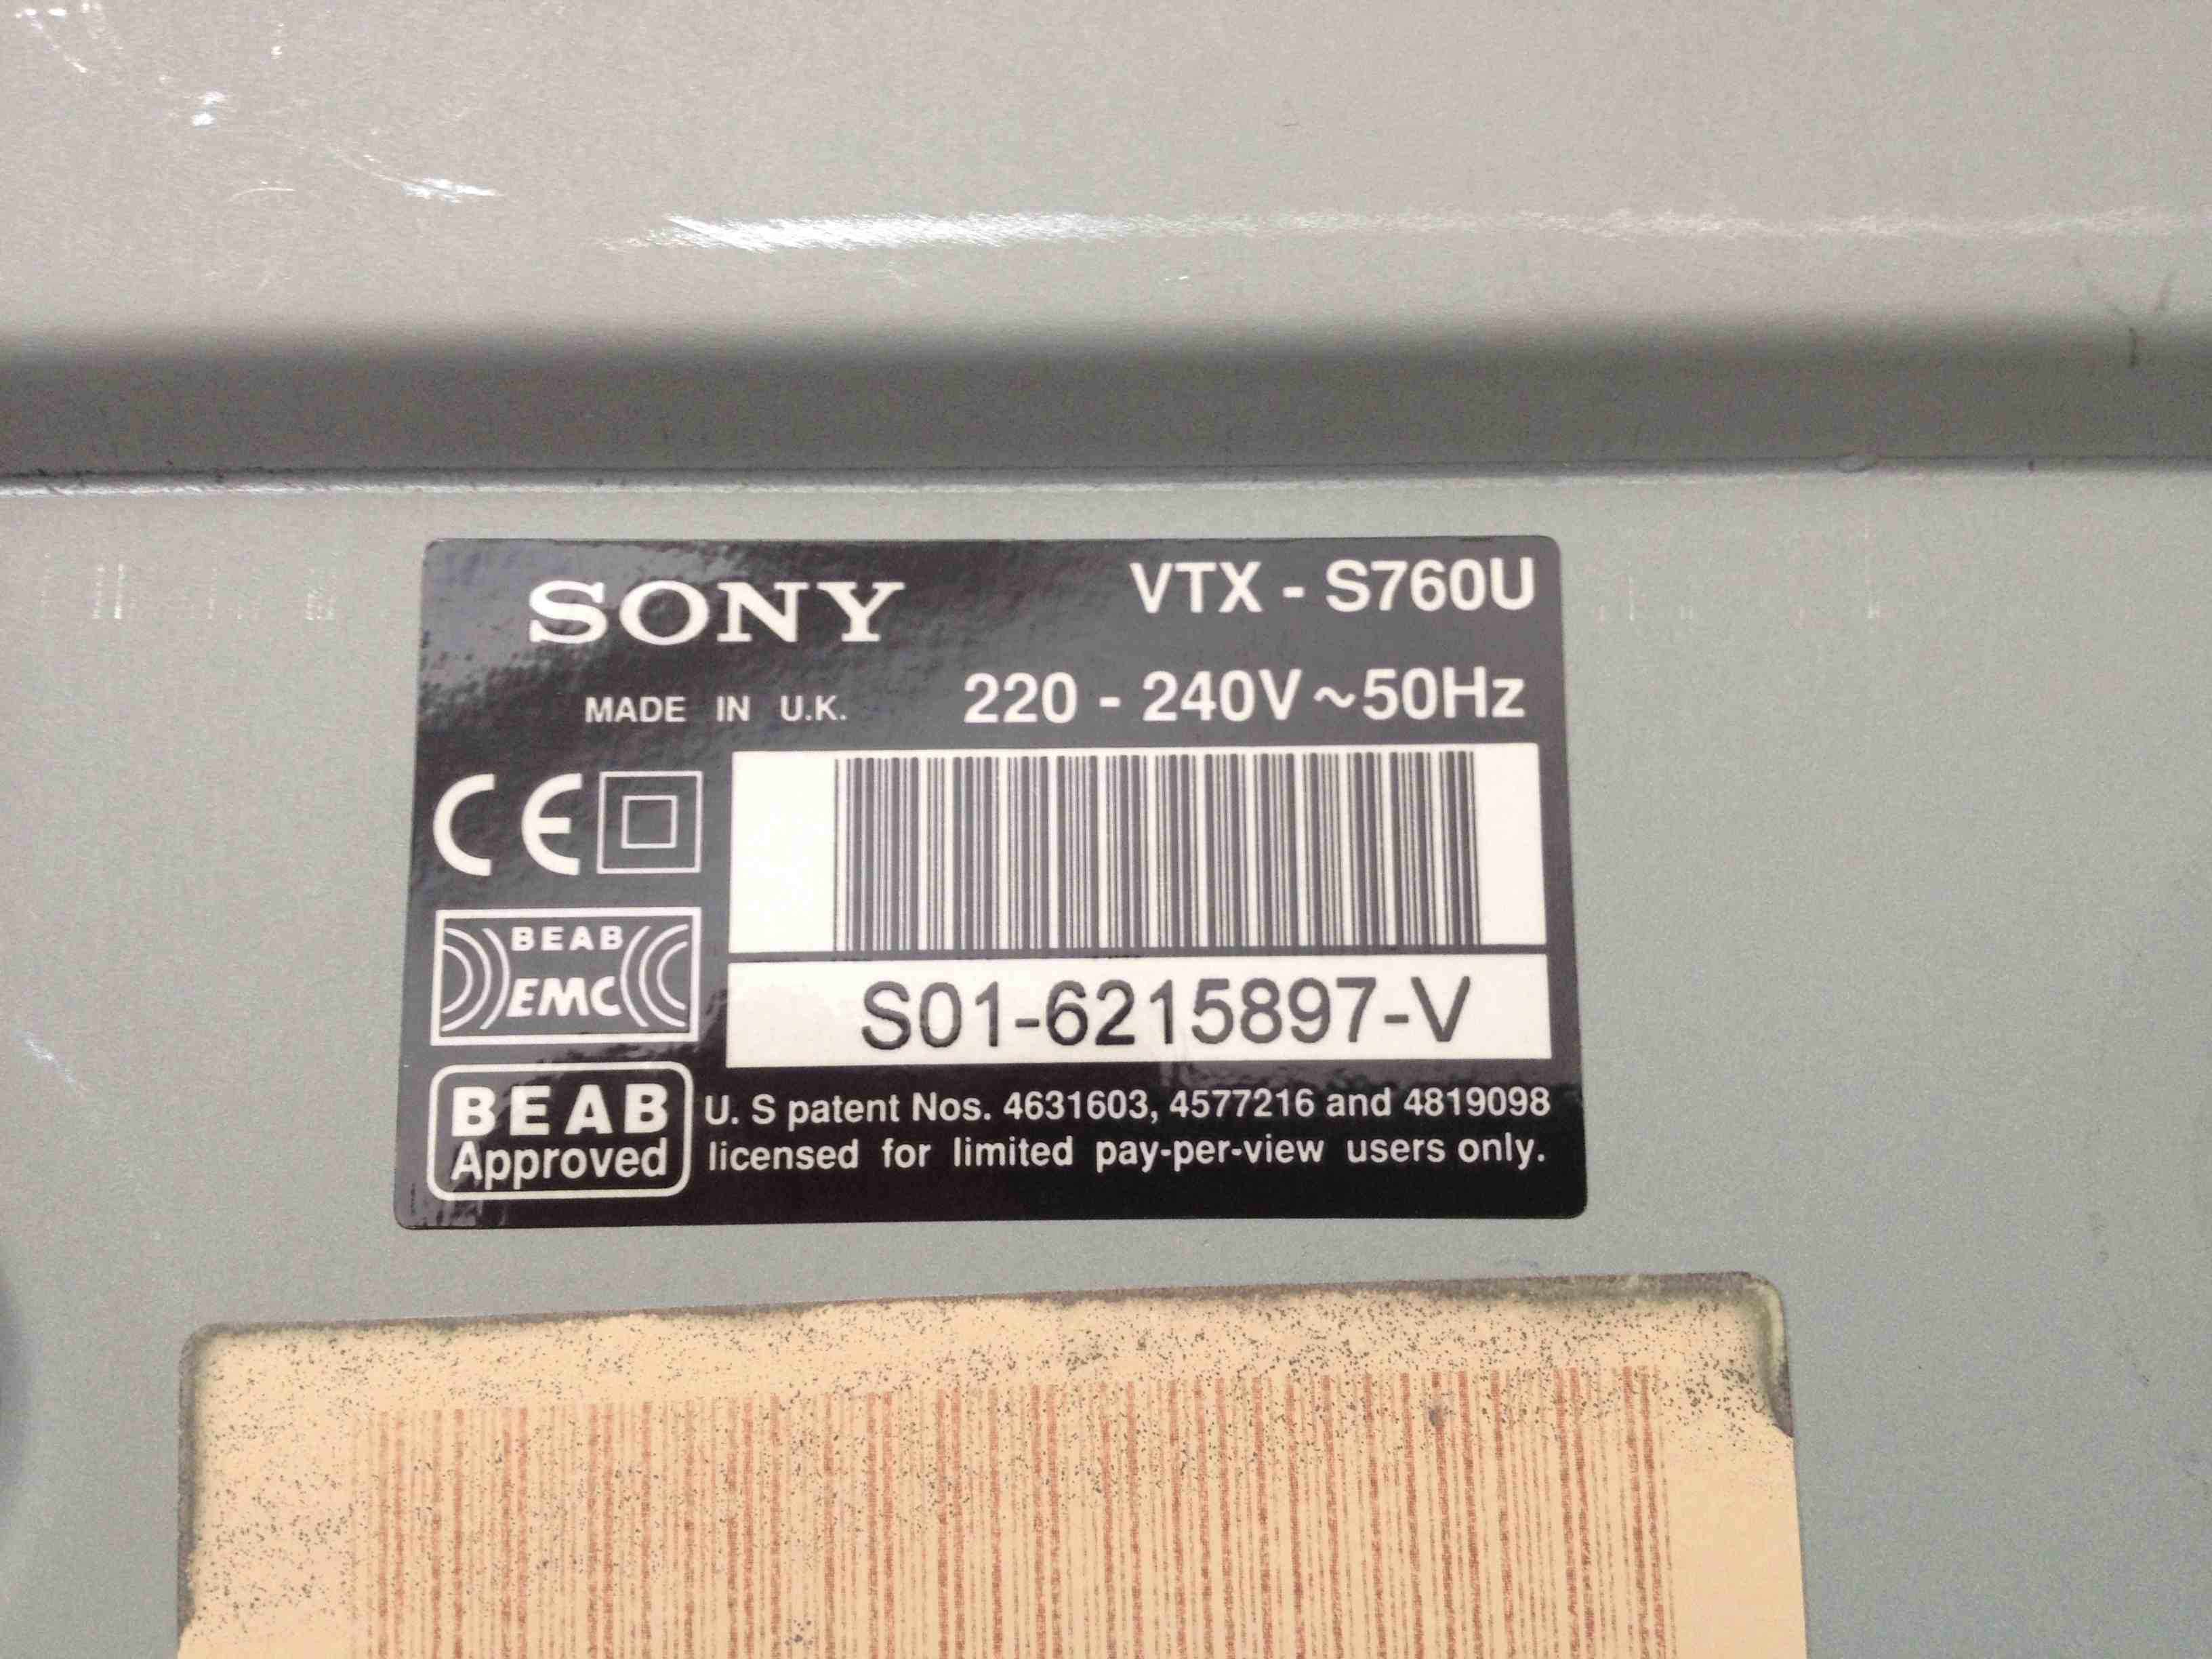 SONY
VTX - S760U
MADE IN U.K.
220 - 240V ~ 50Hz
CE
BEAB
EMC
S01-6215897-V
BEAB
Approved
U. S patent Nos. 4631603, 4577216 and 4819098
licensed for limited pay-per-view users only.